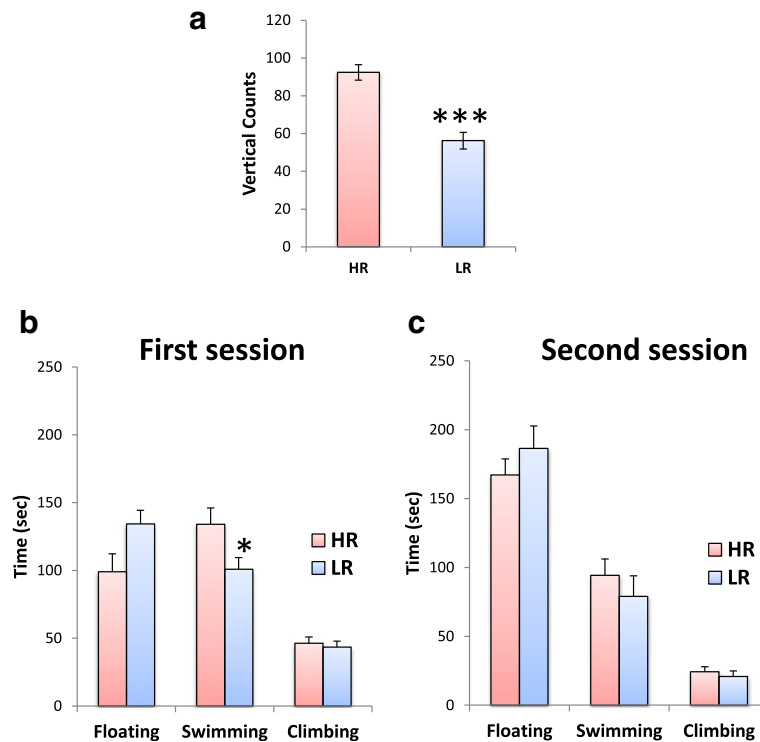 a
120
100
80
60
40
20
0
Vertical Counts
***
HR LR
b
First session
250
200
150
100
50
0
Time (sec)
*
HR
LR
Floating Swimming Climbing
c
Second session
250
200
150
100
50
0
Time (sec)
HR
LR
Floating Swimming Climbing